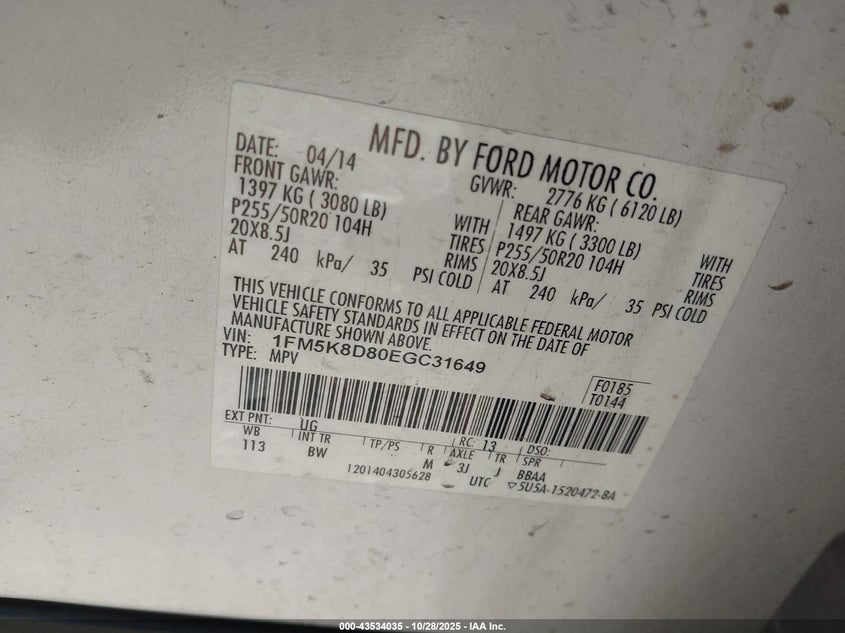 MFD. BY FORD MOTOR CO.
DATE: 04/14
GVWR: 2776 KG ( 6120 LB)
FRONT GAWR:
1397 KG ( 3080 LB)
P255/50R20 104H
20X8.5J
WITH
TIRES
RIMS
AT 240 kPa/ 35 PSI COLD
REAR GAWR:
1497 KG ( 3300 LB)
P255/50R20 104H
20X8.5J
WITH
TIRES
RIMS
AT 240 kPa/ 35 PSI COLD
THIS VEHICLE CONFORMS TO ALL APPLICABLE FEDERAL MOTOR
VEHICLE SAFETY STANDARDS IN EFFECT ON THE DATE OF
MANUFACTURE SHOWN ABOVE.
VIN: 1FM5K8D80EGC31649
TYPE: MPV
F0185
T0144
EXT PNT: UG RC: 13 DSO:
WB INT TR TP/PS R AXLE TR SPR
113 BW M 3J J BBAA
1201404305628 UTC ▽5U5A-1520472-BA
000-43534035 - 10/28/2025 - IAA Inc.